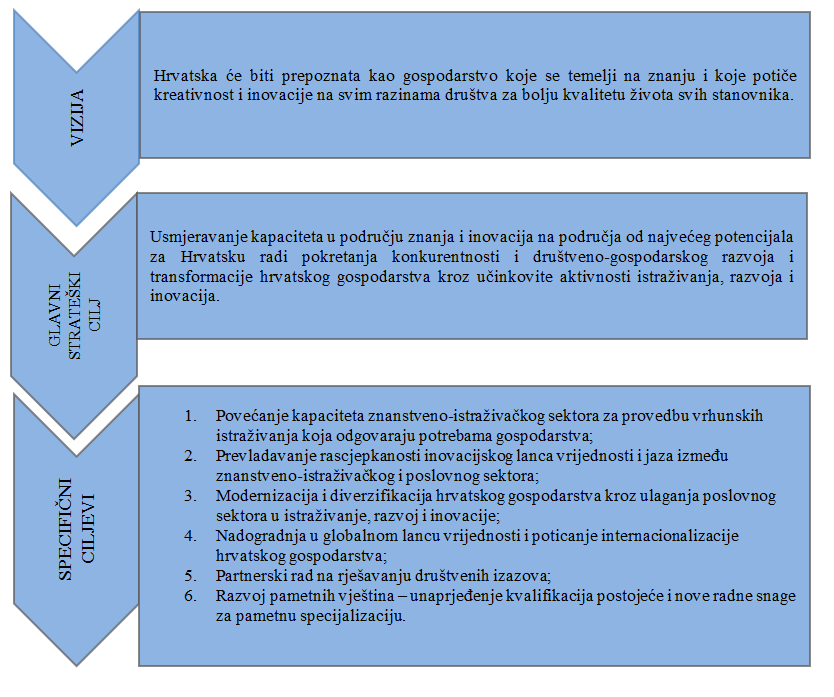 VIZIJA
Hrvatska će biti prepoznata kao gospodarstvo koje se temelji na znanju i koje potiče
kreativnost i inovacije na svim razinama društva za bolju kvalitetu života svih stanovnika.
GLAVNI
STRATEŠKI
CILJ
Usmjeravanje kapaciteta u području znanja i inovacija na područja od najvećeg potencijala
za Hrvatsku radi pokretanja konkurentnosti i društveno-gospodarskog razvoja i
transformacije hrvatskog gospodarstva kroz učinkovite aktivnosti istraživanja, razvoja i
inovacija.
SPECIFIČNI
CILJEVI
1. Povećanje kapaciteta znanstveno-istraživačkog sektora za provedbu vrhunskih
istraživanja koja odgovaraju potrebama gospodarstva;
2. Prevladavanje rascjepkanosti inovacijskog lanca vrijednosti i jaza između
znanstveno-istraživačkog i poslovnog sektora;
3. Modernizacija i diverzifikacija hrvatskog gospodarstva kroz ulaganja poslovnog
sektora u istraživanje, razvoj i inovacije;
4. Nadogradnja u globalnom lancu vrijednosti i poticanje internacionalizacije
hrvatskog gospodarstva;
5. Partnerski rad na rješavanju društvenih izazova;
6. Razvoj pametnih vještina – unaprjeđenje kvalifikacija postojeće i nove radne snage
za pametnu specijalizaciju.